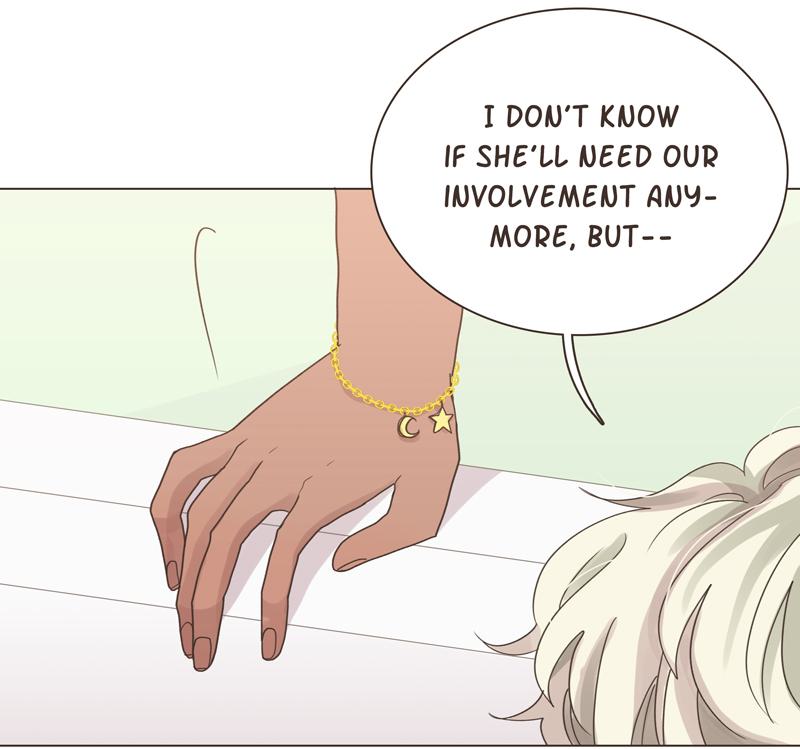 I DON'T KNOW
IF SHE'LL NEED OUR
INVOLVEMENT ANY-
MORE, BUT--